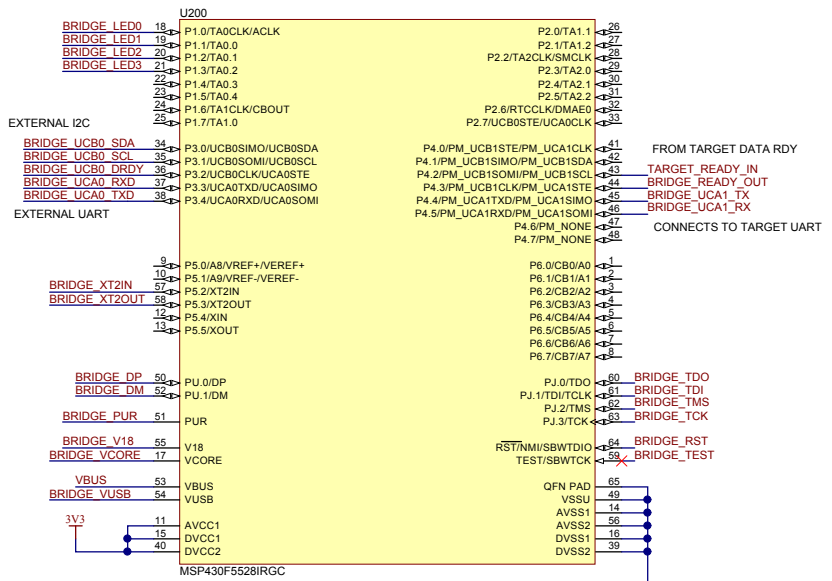 U200
BRIDGE_LED0 18 P1.0/TA0CLK/ACLK P2.0/TA1.1 26
BRIDGE_LED1 19 P1.1/TA0.0 P2.1/TA1.2 27
BRIDGE_LED2 20 P1.2/TA0.1 P2.2/TA2CLK/SMCLK 28
BRIDGE_LED3 21 P1.3/TA0.2 P2.3/TA2.0 29
22 P1.4/TA0.3 P2.4/TA2.1 30
23 P1.5/TA0.4 P2.5/TA2.2 31
24 P1.6/TA1CLK/CBOUT P2.6/RTCCLK/DMAE0 32
25 P1.7/TA1.0 P2.7/UCB0STE/UCA0CLK 33
EXTERNAL I2C
BRIDGE_UCB0_SDA 34 P3.0/UCB0SIMO/UCB0SDA P4.0/PM_UCB1STE/PM_UCA1CLK 41 FROM TARGET DATA RDY
BRIDGE_UCB0_SCL 35 P3.1/UCB0SOMI/UCB0SCL P4.1/PM_UCB1SIMO/PM_UCB1SDA 42
BRIDGE_UCB0_DRDY 36 P3.2/UCB0CLK/UCA0STE P4.2/PM_UCB1SOMI/PM_UCB1SCL 43 TARGET_READY_IN
BRIDGE_UCA0_RXD 37 P3.3/UCA0TXD/UCA0SIMO P4.3/PM_UCB1CLK/PM_UCA1STE 44 BRIDGE_READY_OUT
BRIDGE_UCA0_TXD 38 P3.4/UCA0RXD/UCA0SOMI P4.4/PM_UCA1TXD/PM_UCA1SIMO 45 BRIDGE_UCA1_TX
EXTERNAL UART P4.5/PM_UCA1RXD/PM_UCA1SOMI 46 BRIDGE_UCA1_RX
P4.6/PM_NONE 47 CONNECTS TO TARGET UART
P4.7/PM_NONE 48
9 P5.0/A8/VREF+/VEREF+ P6.0/CB0/A0 1
10 P5.1/A9/VREF-/VEREF- P6.1/CB1/A1 2
BRIDGE_XT2IN 57 P5.2/XT2IN P6.2/CB2/A2 3
BRIDGE_XT2OUT 58 P5.3/XT2OUT P6.3/CB3/A3 4
12 P5.4/XIN P6.4/CB4/A4 5
13 P5.5/XOUT P6.5/CB5/A5 6
P6.6/CB6/A6 7
P6.7/CB7/A7 8
BRIDGE_DP 50 PU.0/DP PJ.0/TDO 60 BRIDGE_TDO
BRIDGE_DM 52 PU.1/DM PJ.1/TDI/TCLK 61 BRIDGE_TDI
PJ.2/TMS 62 BRIDGE_TMS
BRIDGE_PUR 51 PUR PJ.3/TCK 63 BRIDGE_TCK
BRIDGE_V18 55 V18 RST/NMI/SBWTDIO 64 BRIDGE_RST
BRIDGE_VCORE 17 VCORE TEST/SBWTCK 59 BRIDGE_TEST
VBUS 53 VBUS QFN PAD 65
BRIDGE_VUSB 54 VUSB VSSU 49
3V3 AVSS1 14
11 AVCC1 AVSS2 56
15 DVCC1 DVSS1 16
40 DVCC2 DVSS2 39
MSP430F5528IRGC